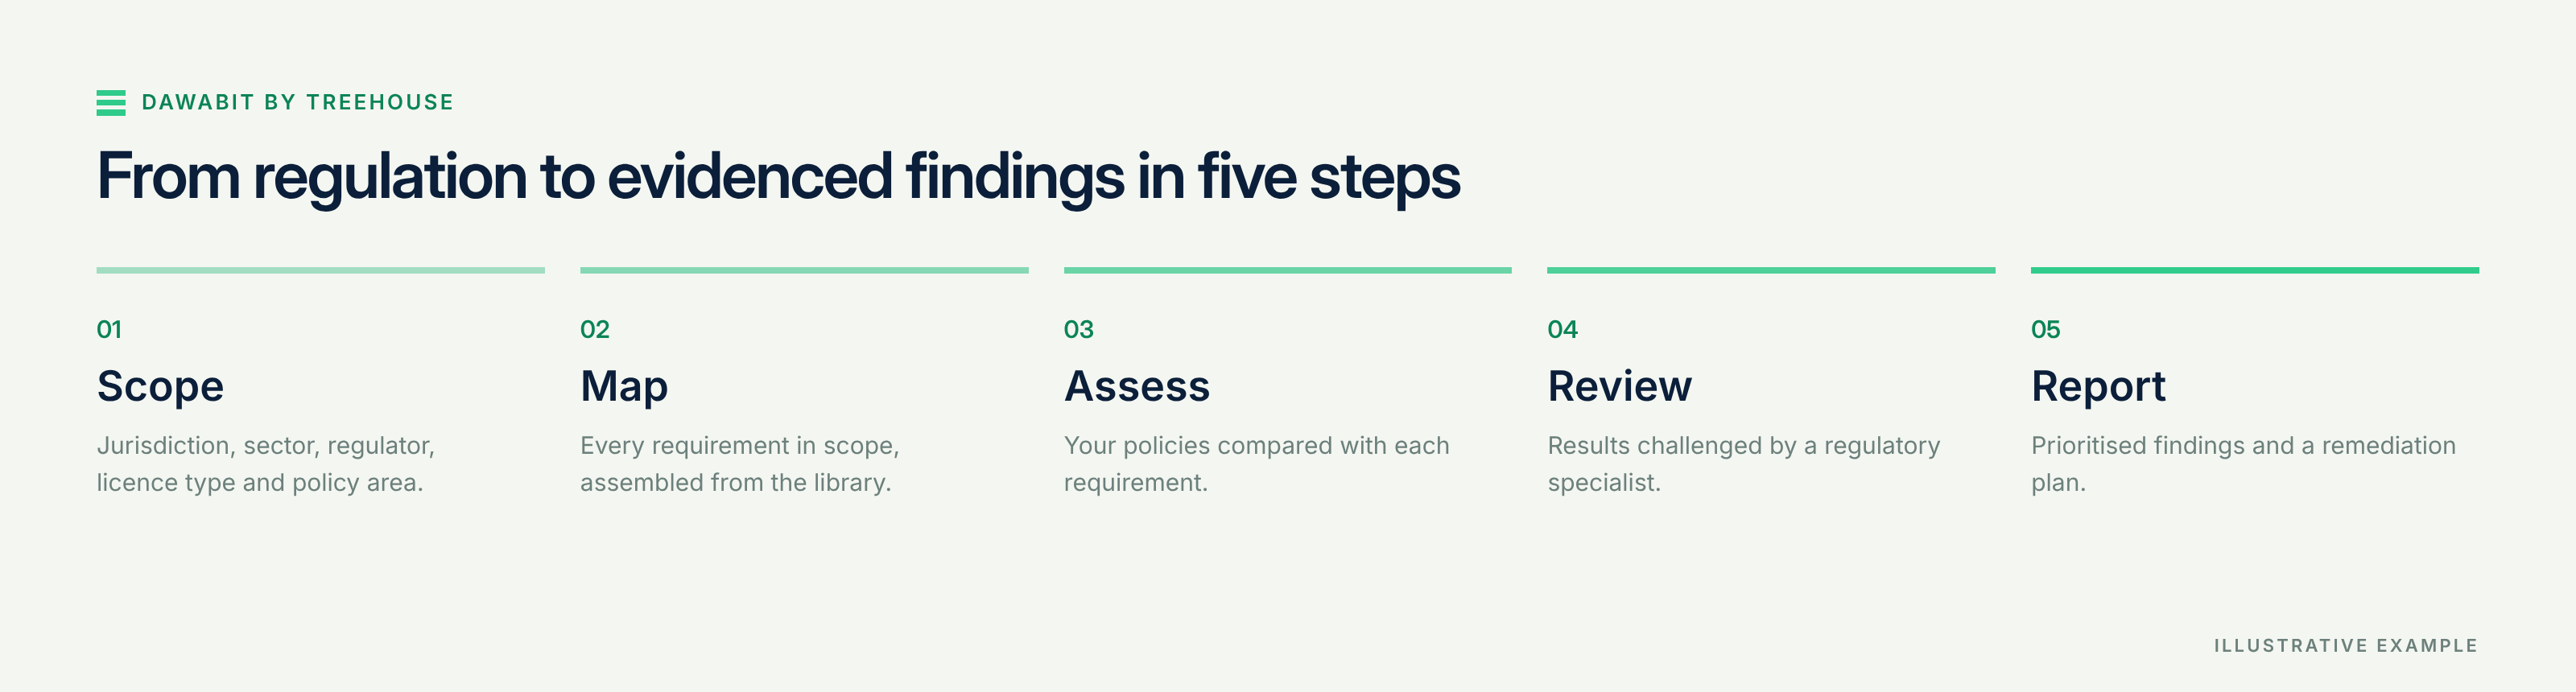 DAWABIT BY TREEHOUSE
From regulation to evidenced findings in five steps
01
Scope
Jurisdiction, sector, regulator,
licence type and policy area.
02
Map
Every requirement in scope,
assembled from the library.
03
Assess
Your policies compared with each
requirement.
04
Review
Results challenged by a regulatory
specialist.
05
Report
Prioritised findings and a remediation
plan.
ILLUSTRATIVE EXAMPLE